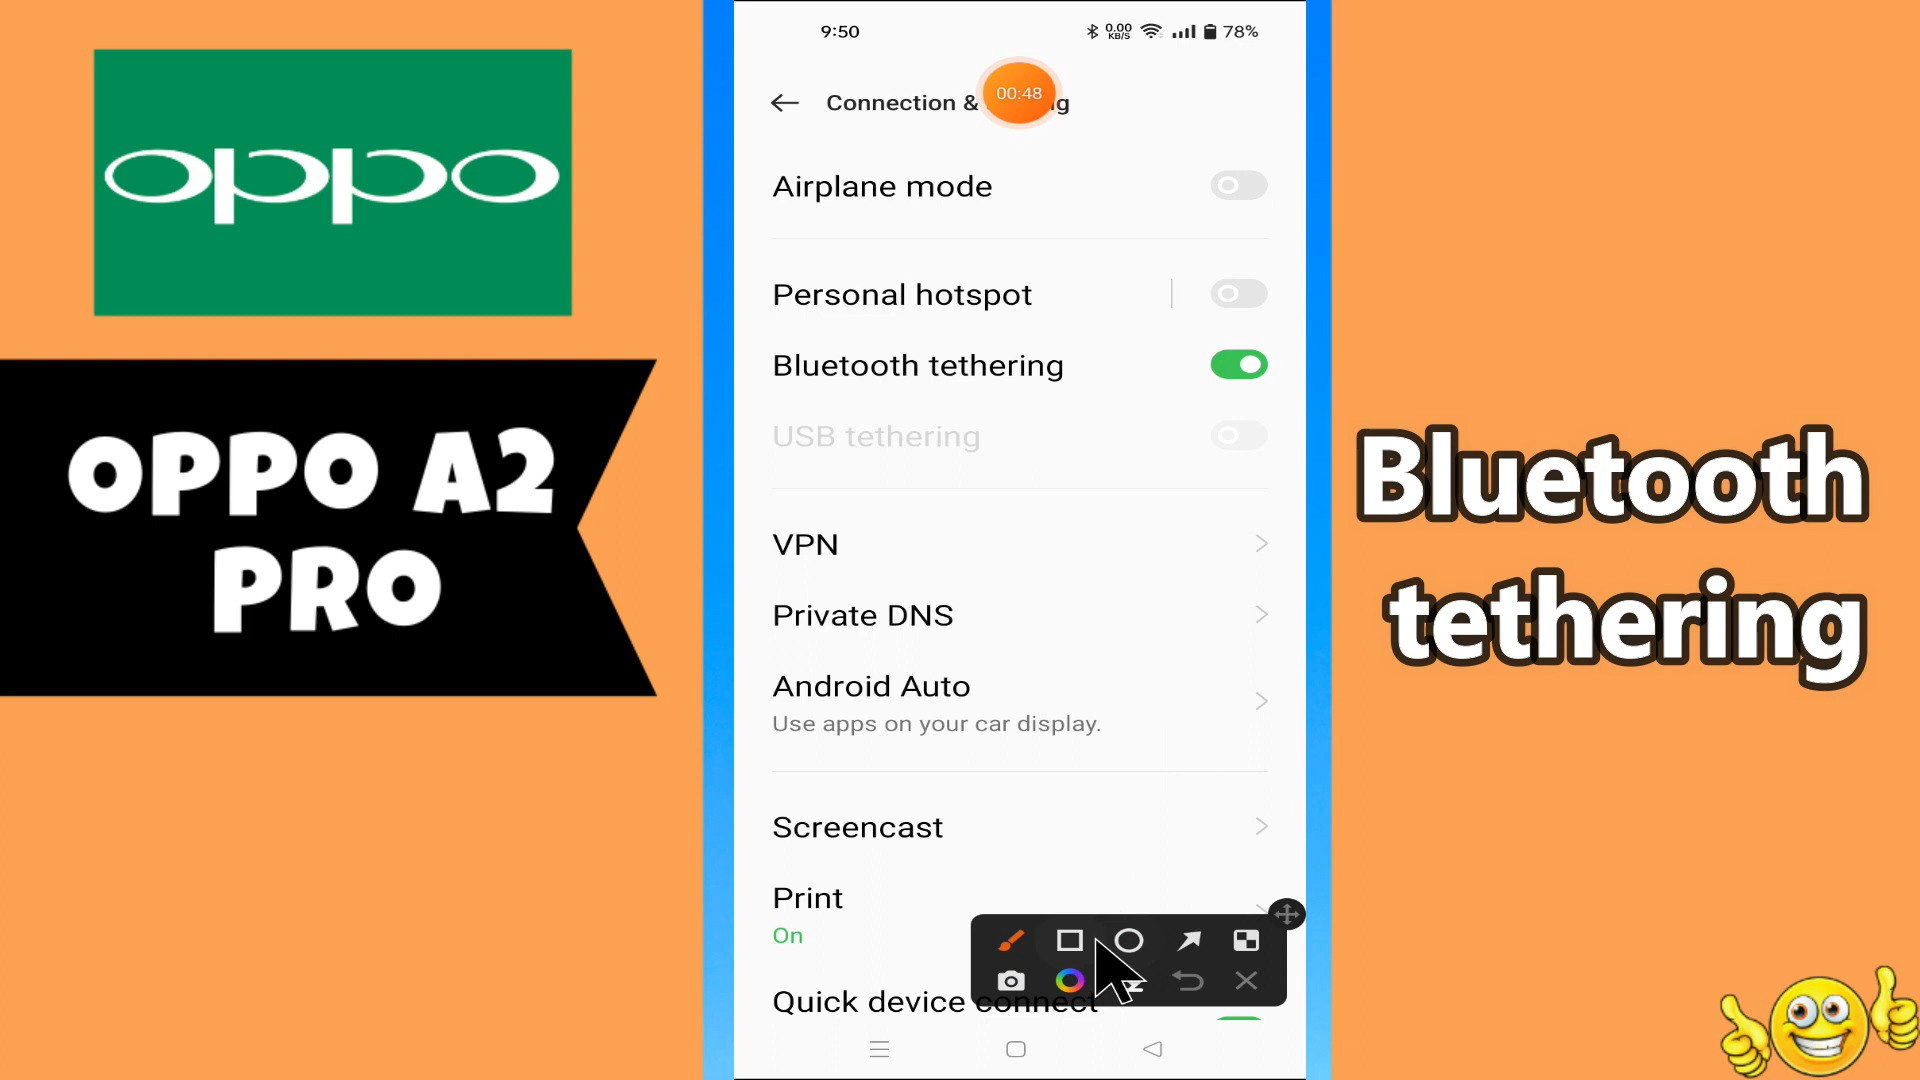 oppo
OPPO A2
PRO
9:50
0.00
KB/S
78%
Connection &
g
00:48
Airplane mode
Personal hotspot
Bluetooth tethering
USB tethering
VPN
Private DNS
Android Auto
Use apps on your car display.
Screencast
Print
On
Quick device connect
Bluetooth
tethering